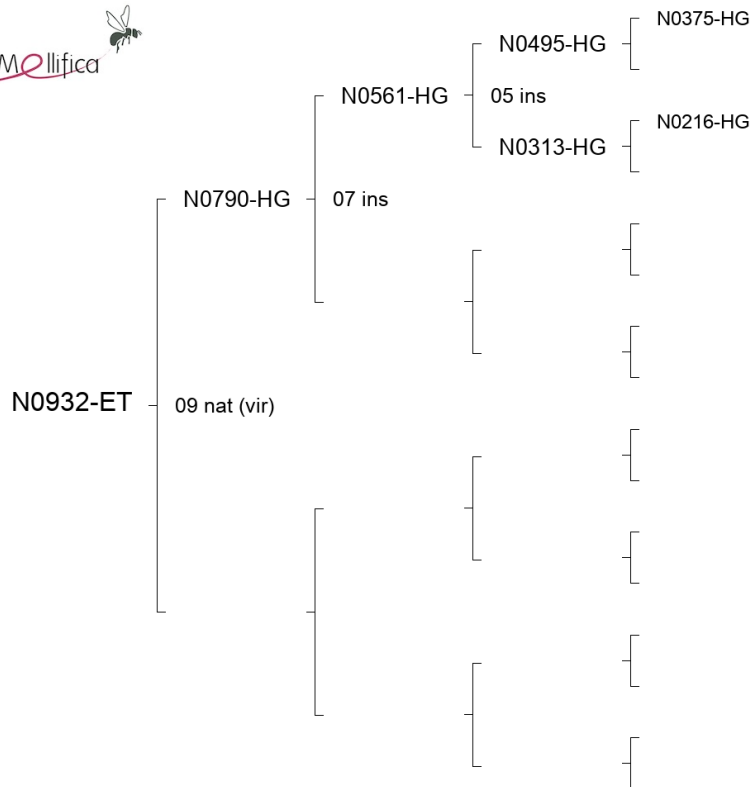 Mellifica
N0375-HG
N0495-HG
N0561-HG
05 ins
N0216-HG
N0313-HG
N0790-HG
07 ins
N0932-ET
09 nat (vir)